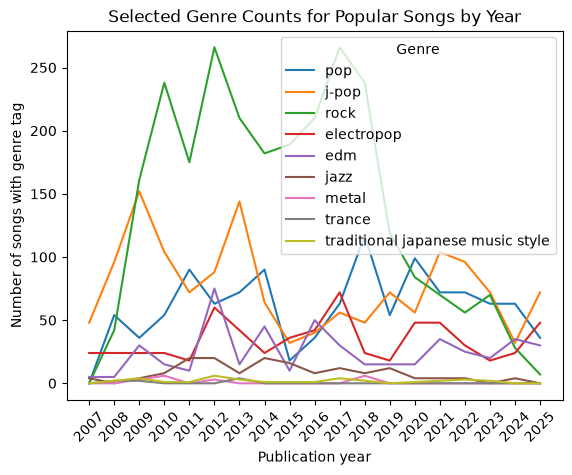 Selected Genre Counts for Popular Songs by Year
Number of songs with genre tag
250
200
150
100
50
0
Genre
pop
j-pop
rock
electropop
edm
jazz
metal
trance
traditional japanese music style
2007
2008
2009
2010
2011
2012
2013
2014
2015
2016
2017
2018
2019
2020
2021
2022
2023
2024
2025
Publication year